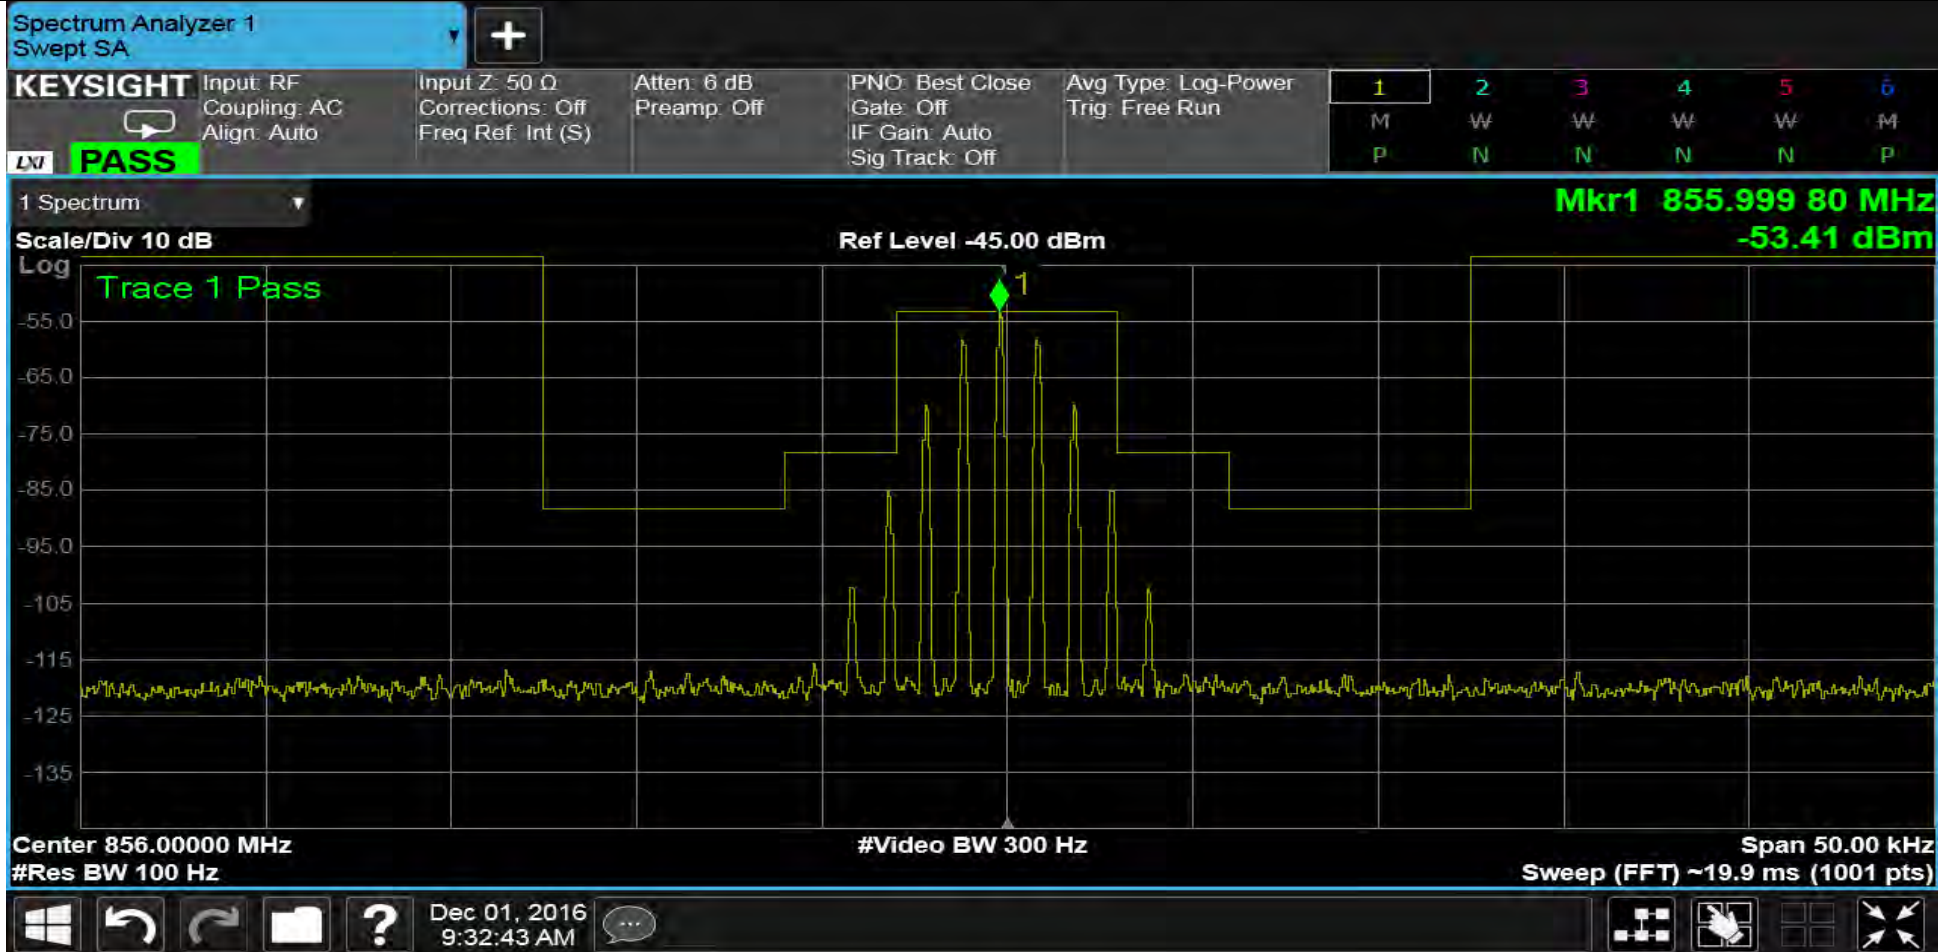 Spectrum Analyzer 1
Swept SA
KEYSIGHT
LXI PASS
Input: RF
Coupling: AC
Align: Auto
Input Z: 50 Ω
Corrections: Off
Freq Ref: Int (S)
Atten: 6 dB
Preamp: Off
PNO: Best Close
Gate: Off
IF Gain: Auto
Sig Track: Off
Avg Type: Log-Power
Trig: Free Run
1 2 3 4 5 6
M W W W W M
P N N N N P
1 Spectrum
Mkr1 855.999 80 MHz
-53.41 dBm
Scale/Div 10 dB
Ref Level -45.00 dBm
Log
Trace 1 Pass
1
-55.0
-65.0
-75.0
-85.0
-95.0
-105
-115
-125
-135
Center 856.00000 MHz
#Video BW 300 Hz
Span 50.00 kHz
#Res BW 100 Hz
Sweep (FFT) ~19.9 ms (1001 pts)
?
Dec 01, 2016
9:32:43 AM